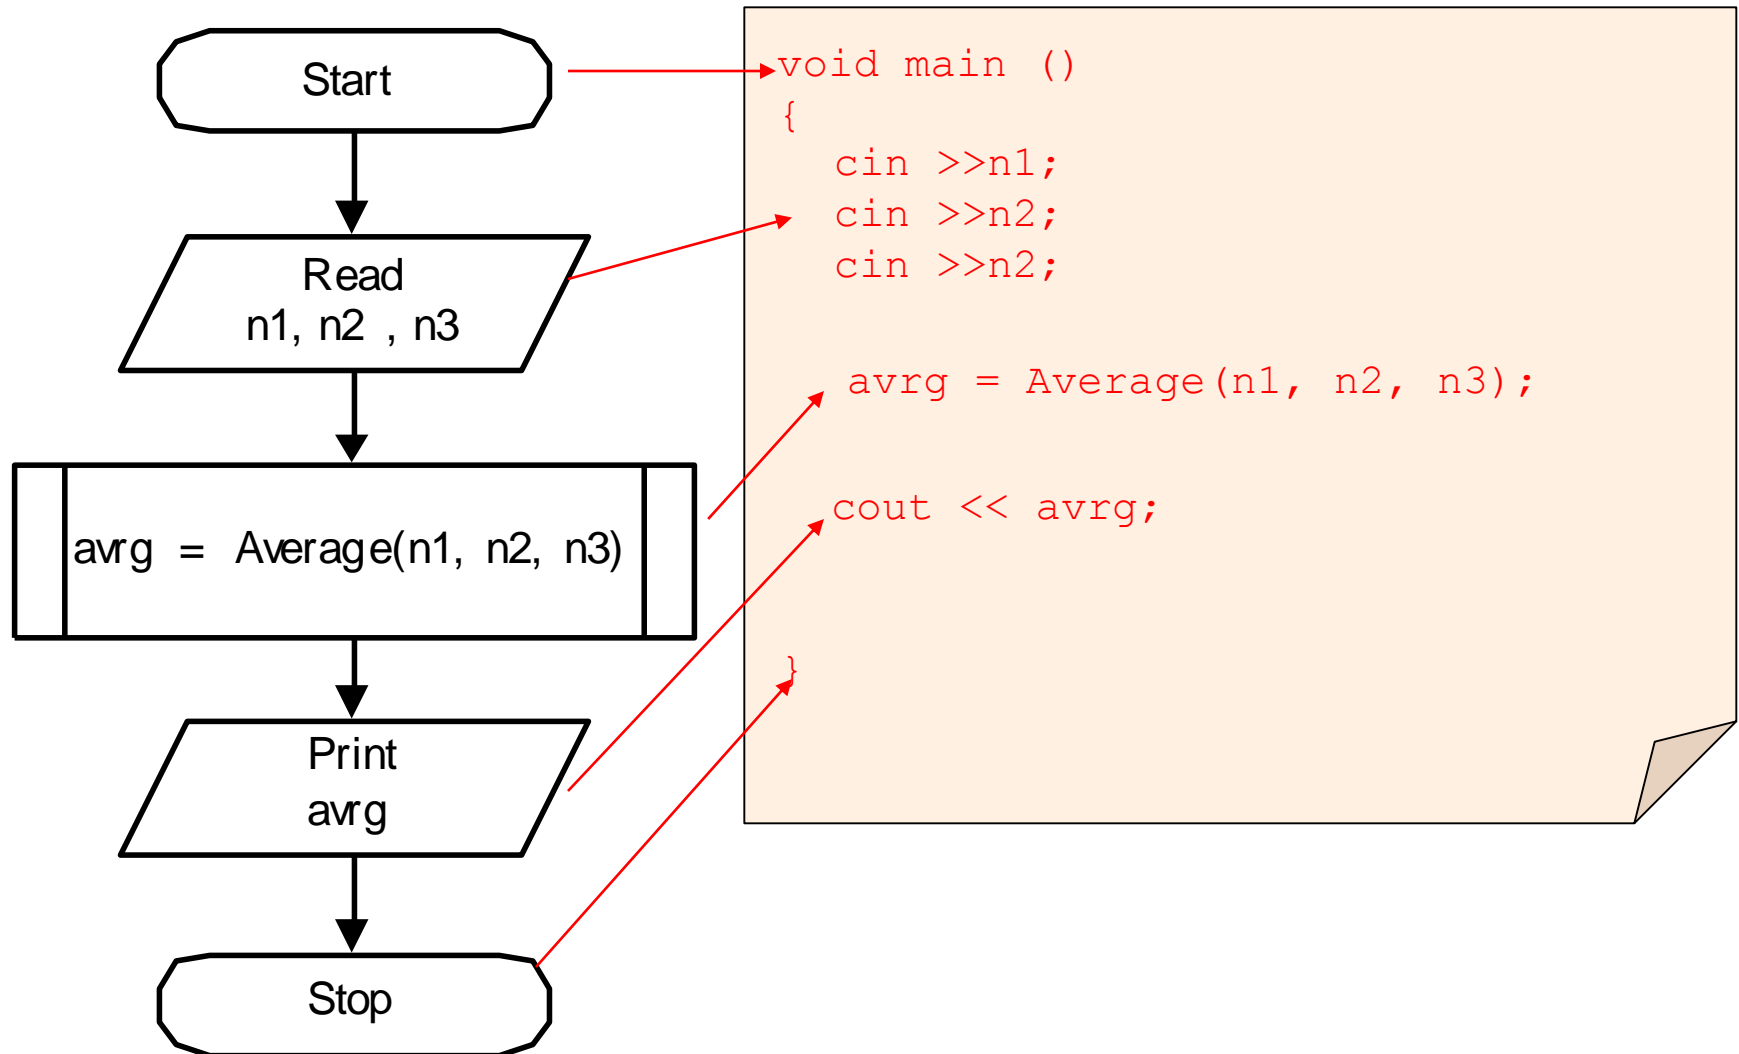 Start
Read
n1, n2 , n3
avrg = Average(n1, n2, n3)
Print
avrg
Stop
void main ()
{
cin >>n1;
cin >>n2;
cin >>n2;
avrg = Average(n1, n2, n3);
cout << avrg;
}